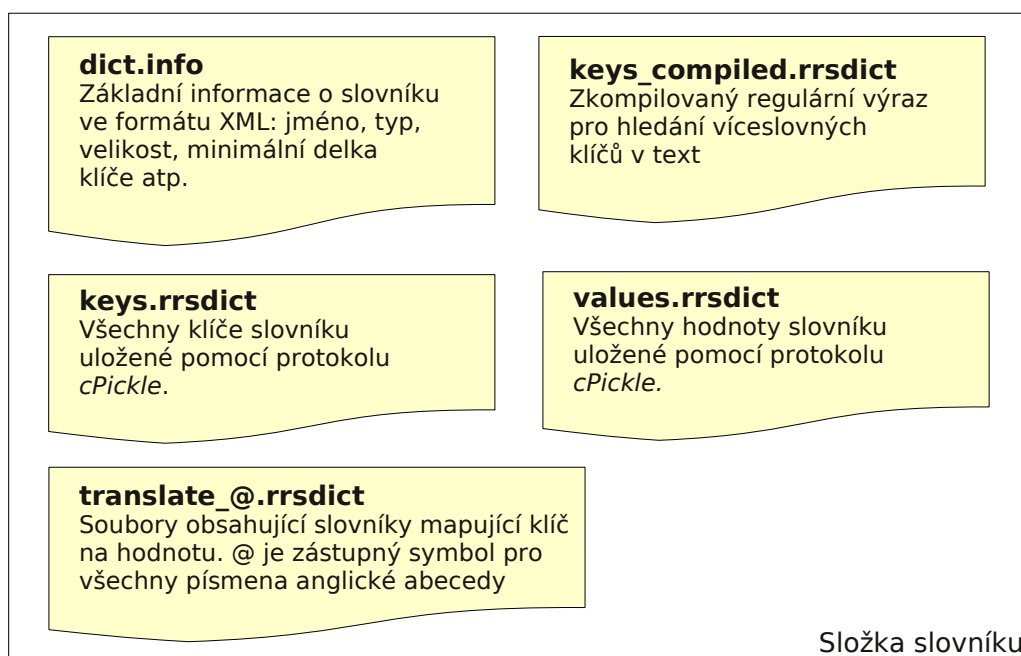 dict.info
Základní informace o slovníku
ve formátu XML: jméno, typ,
velikost, minimální delka
klíče atp.
keys_compiled.rrsdict
Zkompilovaný regulární výraz
pro hledání víceslovných
klíčů v text
keys.rrsdict
Všechny klíče slovníku
uložené pomocí protokolu
cPickle.
values.rrsdict
Všechny hodnoty slovníku
uložené pomocí protokolu
cPickle.
translate_@.rrsdict
Soubory obsahující slovníky mapující klíč
na hodnotu. @ je zástupný symbol pro
všechny písmena anglické abecedy
Složka slovníku